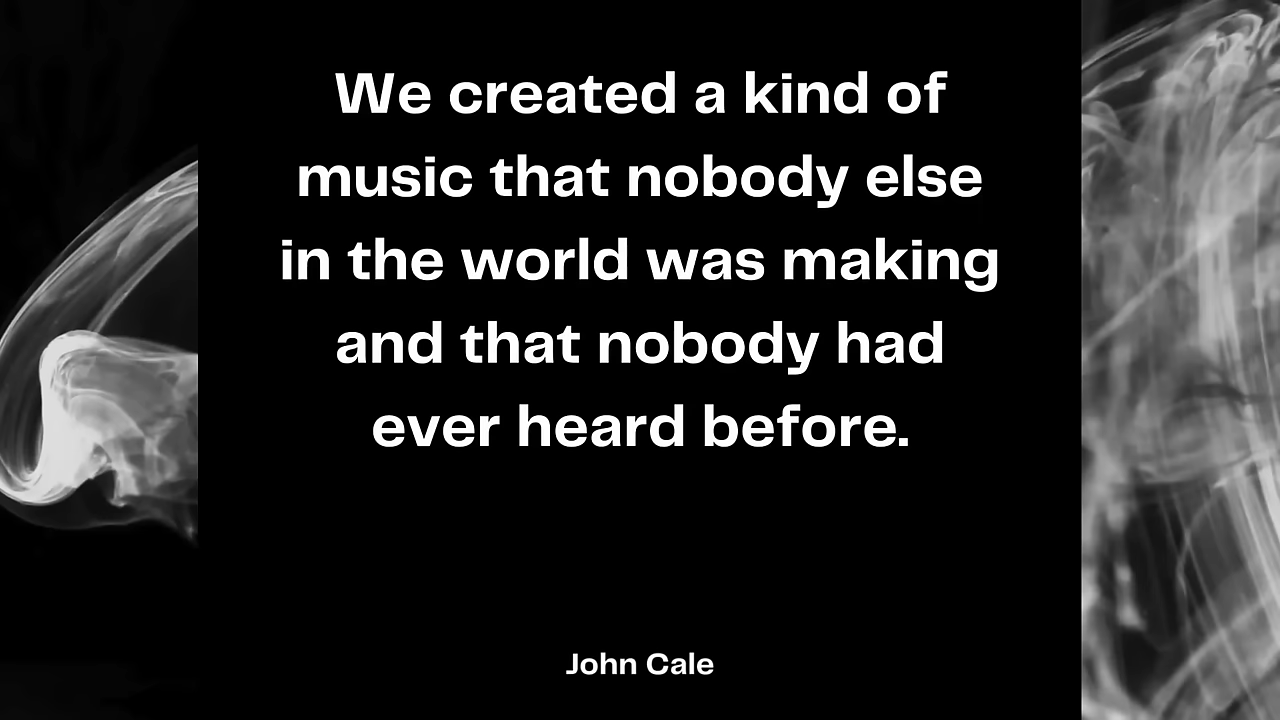 We created a kind of
music that nobody else
in the world was making
and that nobody had
ever heard before.
John Cale